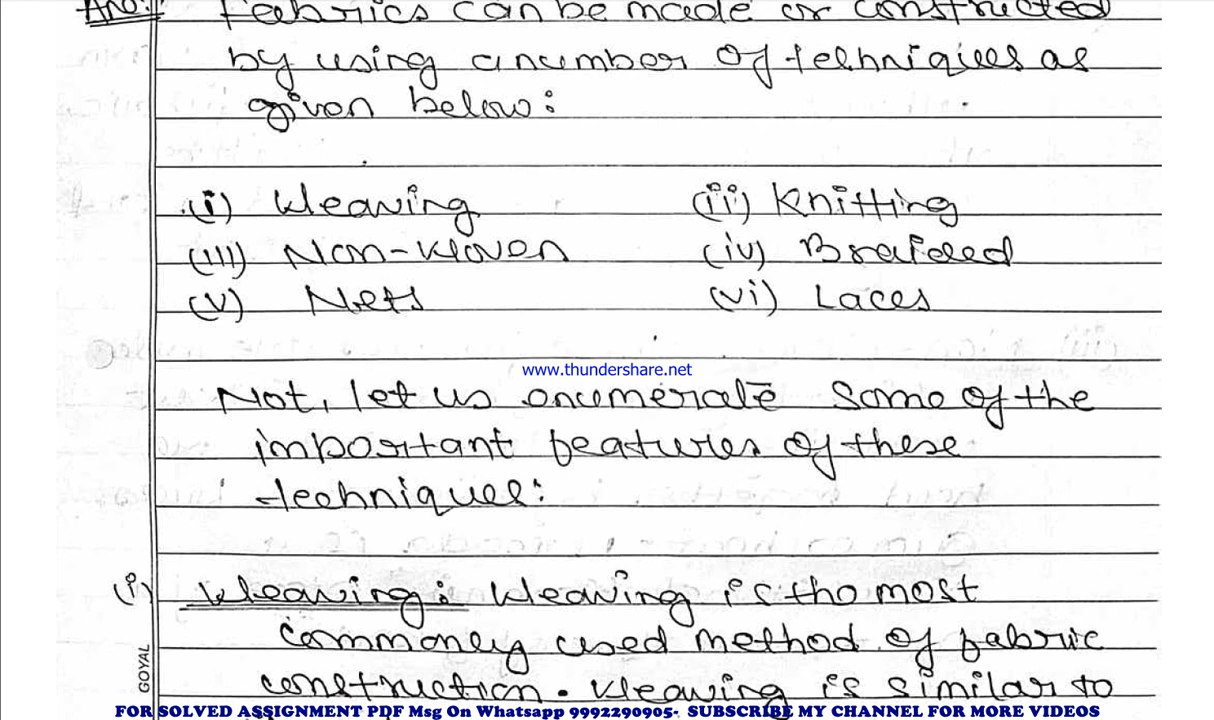 Ans:- Fabrics can be made or constructed
by using a number of techniques as
given below:
(i) Weaving (ii) Knitting
(iii) Non-Woven (iv) Braided
(v) Nets (vi) Laces
www.thundershare.net
Not, let us enumerate some of the
important features of these
techniques:
(i) Weaving: Weaving is the most
commonly used method of fabric
construction. Weaving is similar to
GOYAL
FOR SOLVED ASSIGNMENT PDF Msg On Whatsapp 9992290905- SUBSCRIBE MY CHANNEL FOR MORE VIDEOS